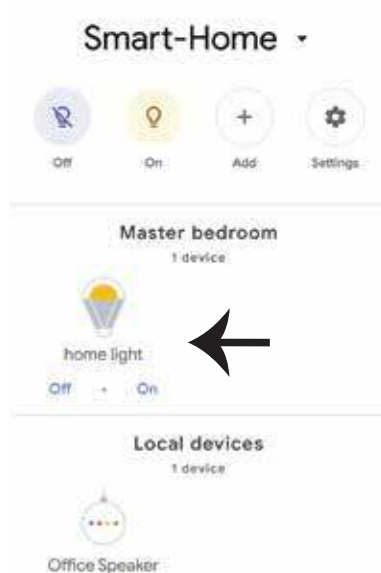 Smart-Home
Off On Add Settings
Master bedroom
1 device
home light
Off • On
Local devices
1 device
Office Speaker